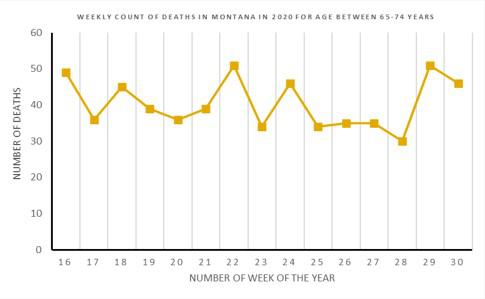 WEEKLY COUNT OF DEATHS IN MONTANA IN 2020 FOR AGE BETWEEN 65-74 YEARS
60
50
40
30
20
10
0
NUMBER OF DEATHS
16 17 18 19 20 21 22 23 24 25 26 27 28 29 30
NUMBER OF WEEK OF THE YEAR